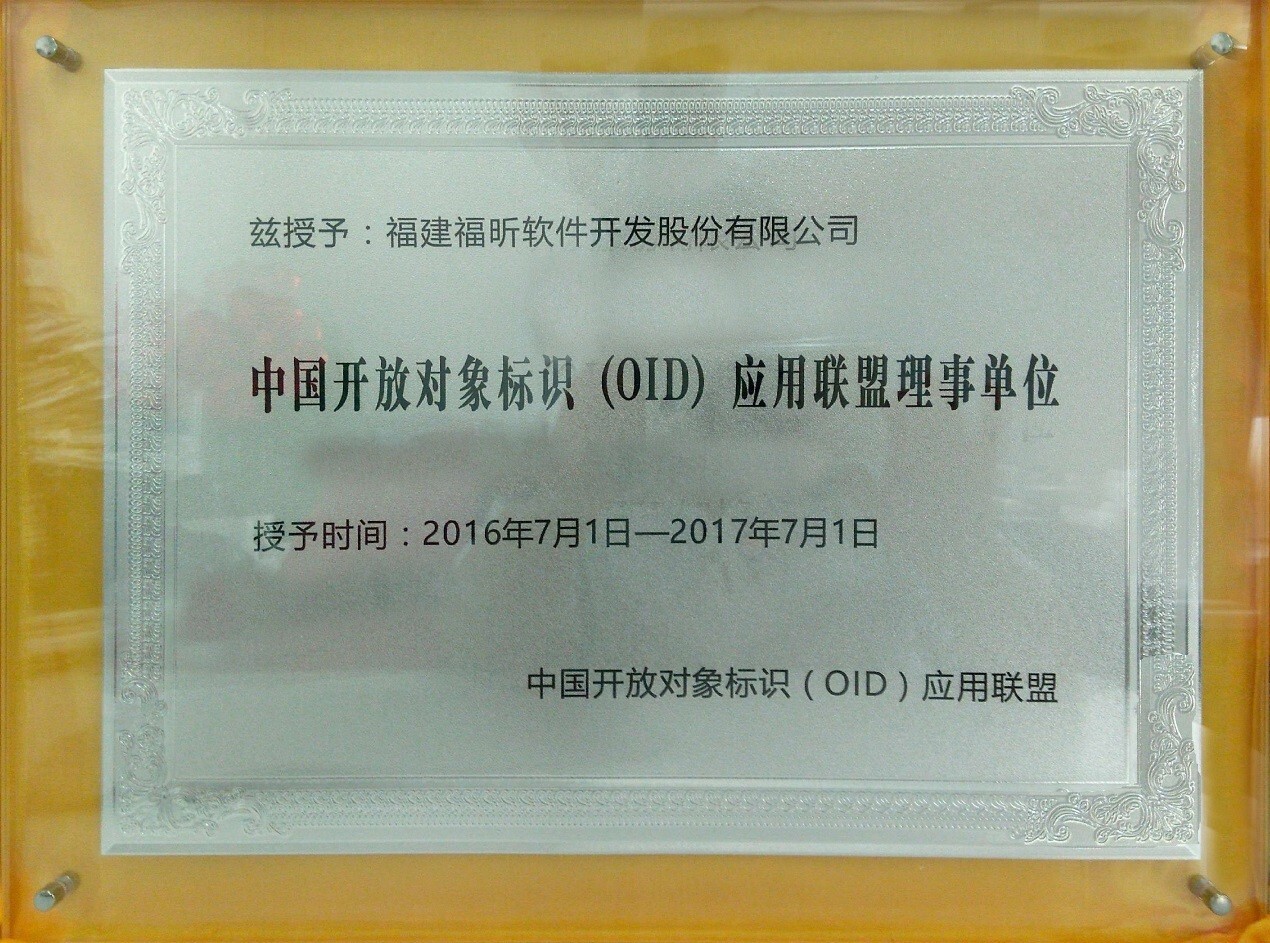 兹授予：福建福昕软件开发股份有限公司
中国开放对象标识（OID）应用联盟理事单位
授予时间：2016年7月1日—2017年7月1日
中国开放对象标识（OID）应用联盟